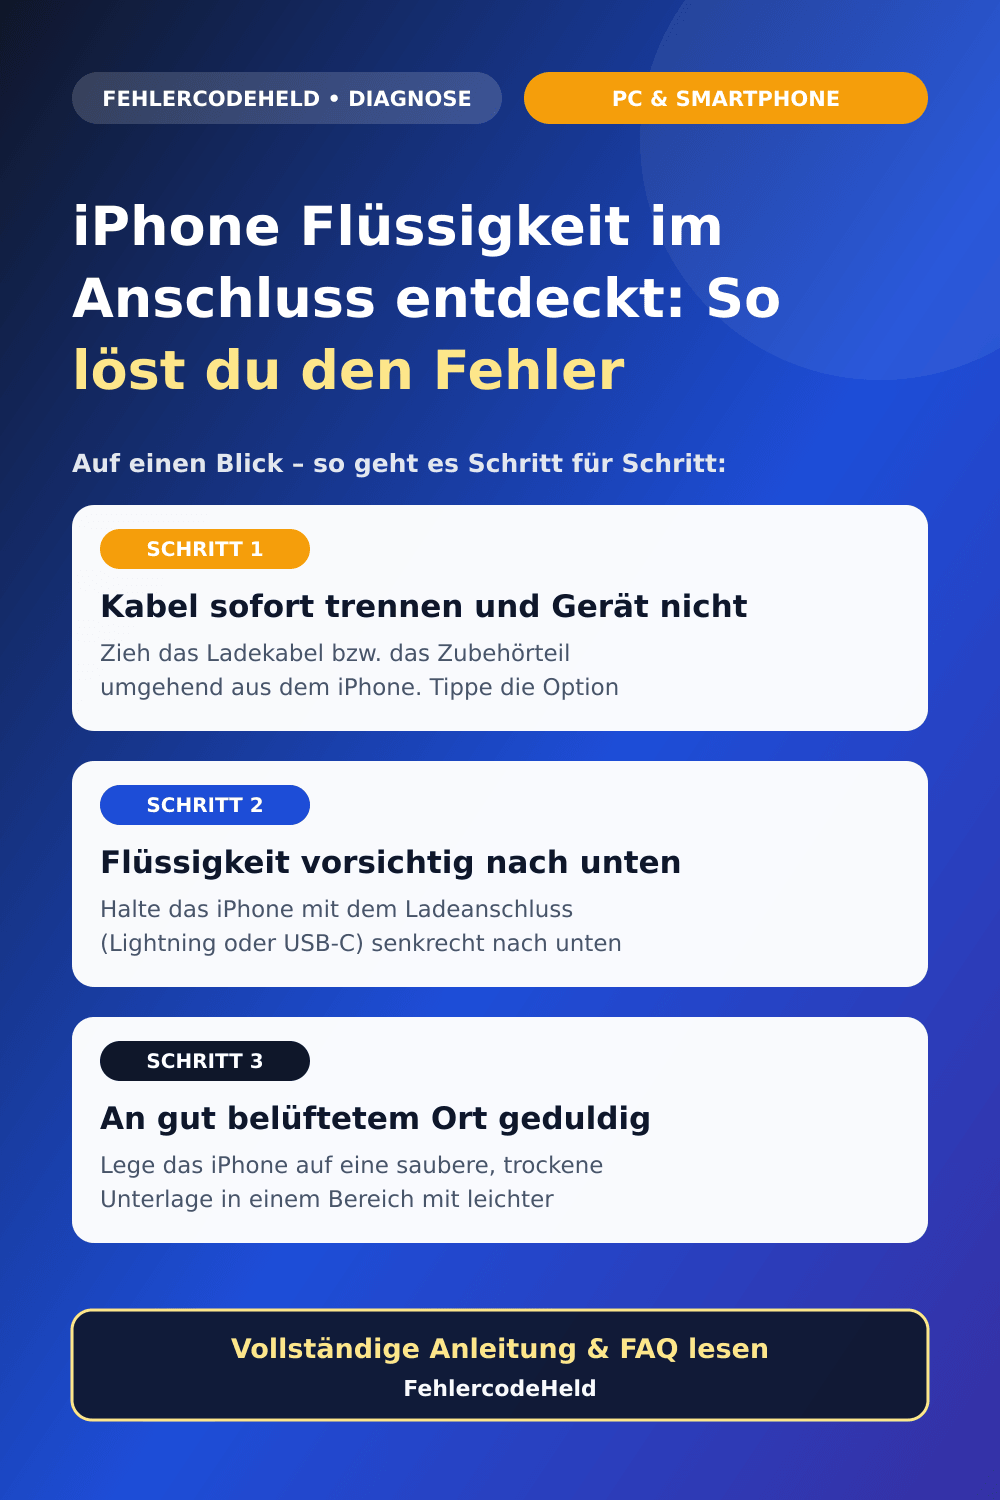 FEHLERCODEHELD • DIAGNOSE
PC & SMARTPHONE
iPhone Flüssigkeit im
Anschluss entdeckt: So
löst du den Fehler
Auf einen Blick – so geht es Schritt für Schritt:
SCHRITT 1
Kabel sofort trennen und Gerät nicht
Zieh das Ladekabel bzw. das Zubehörteil
umgehend aus dem iPhone. Tippe die Option
SCHRITT 2
Flüssigkeit vorsichtig nach unten
Halte das iPhone mit dem Ladeanschluss
(Lightning oder USB-C) senkrecht nach unten
SCHRITT 3
An gut belüftetem Ort geduldig
Lege das iPhone auf eine saubere, trockene
Unterlage in einem Bereich mit leichter
Vollständige Anleitung & FAQ lesen
FehlercodeHeld